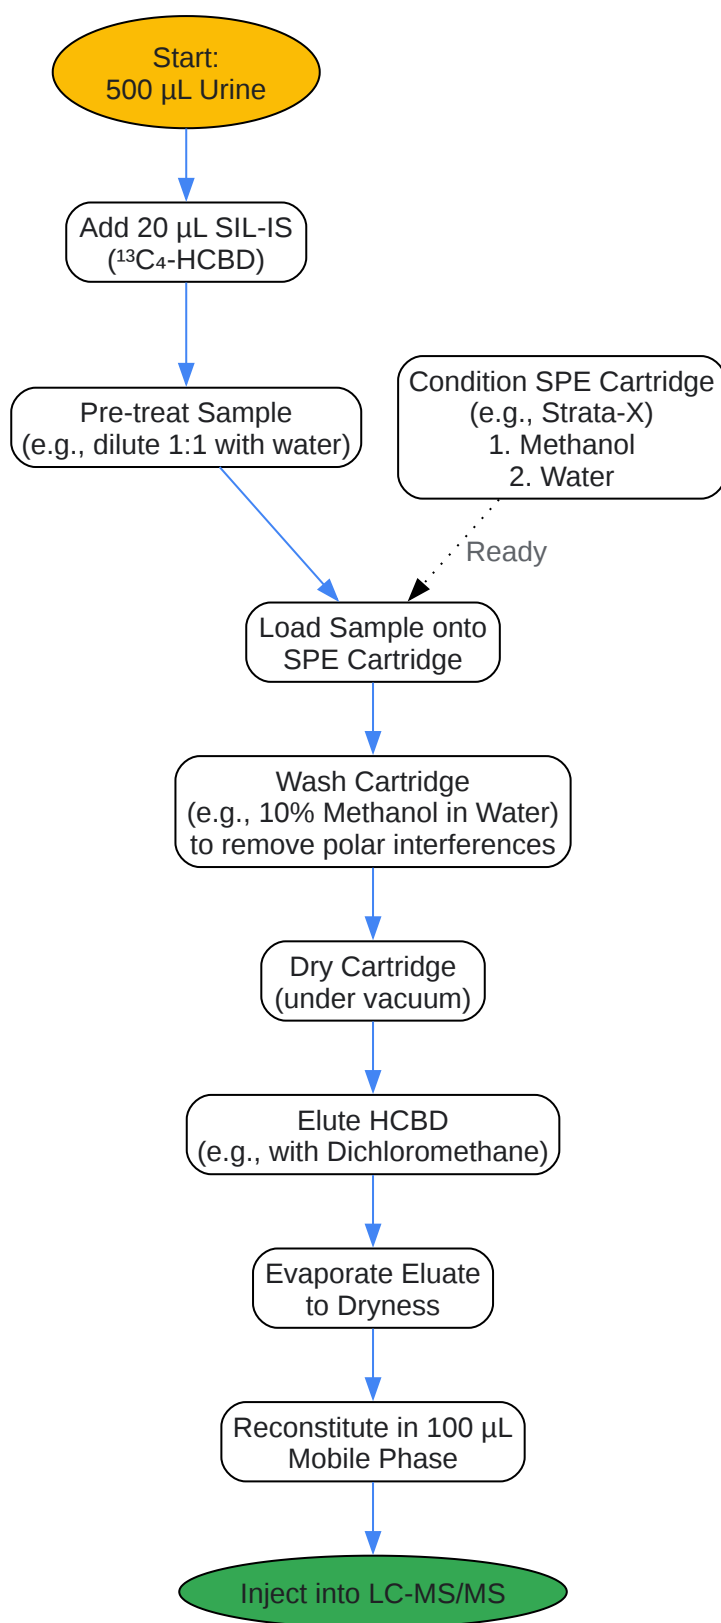 Start:
500 µL Urine
Add 20 µL SIL-IS
(¹³C₄-HCBD)
Pre-treat Sample
(e.g., dilute 1:1 with water)
Condition SPE Cartridge
(e.g., Strata-X)
1. Methanol
2. Water
Ready
Load Sample onto
SPE Cartridge
Wash Cartridge
(e.g., 10% Methanol in Water)
to remove polar interferences
Dry Cartridge
(under vacuum)
Elute HCBD
(e.g., with Dichloromethane)
Evaporate Eluate
to Dryness
Reconstitute in 100 µL
Mobile Phase
Inject into LC-MS/MS